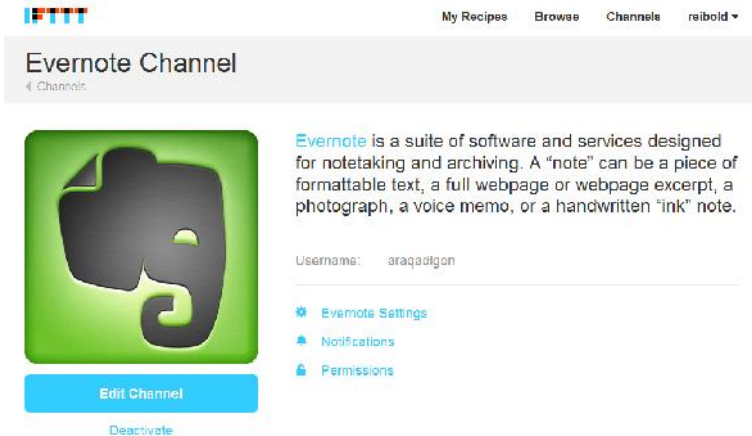 IFTTT
My Recipes Browse Channels reibold
Evernote Channel
Channels
Evernote is a suite of software and services designed
for notetaking and archiving. A “note” can be a piece of
formattable text, a full webpage or webpage excerpt, a
photograph, a voice memo, or a handwritten “ink” note.
Username: araqadigon
Evernote Settings
Notifications
Permissions
Edit Channel
Deactivate